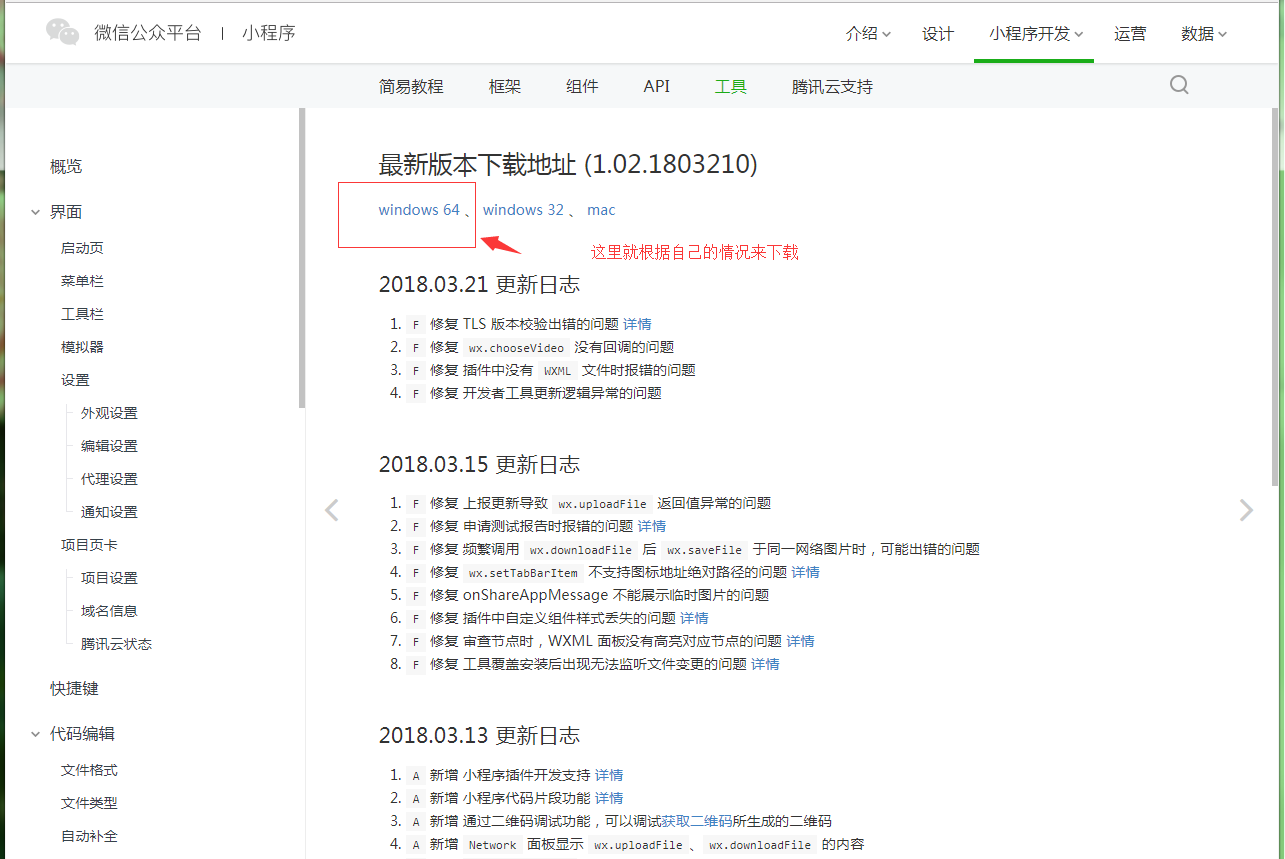 微信公众平台 | 小程序
介绍 设计 小程序开发 运营 数据
简易教程 框架 组件 API 工具 腾讯云支持
概览
界面
启动页
菜单栏
工具栏
模拟器
设置
外观设置
编辑设置
代理设置
通知设置
项目页卡
项目设置
域名信息
腾讯云状态
快捷键
代码编辑
文件格式
文件类型
自动补全
最新版本下载地址 (1.02.1803210)
windows 64 、 windows 32 、 mac
这里就根据自己的情况来下载
2018.03.21 更新日志
1. F 修复 TLS 版本校验出错的问题 详情
2. F 修复 wx.chooseVideo 没有回调的问题
3. F 修复 插件中没有 WXML 文件时报错的问题
4. F 修复 开发者工具更新逻辑异常的问题
2018.03.15 更新日志
1. F 修复 上报更新导致 wx.uploadFile 返回值异常的问题
2. F 修复 申请测试报告时报错的问题 详情
3. F 修复 频繁调用 wx.downloadFile 后 wx.saveFile 于同一网络图片时，可能出错的问题
4. F 修复 wx.setTabBarItem 不支持图标地址绝对路径的问题 详情
5. F 修复 onShareAppMessage 不能展示临时图片的问题
6. F 修复 插件中自定义组件样式丢失的问题 详情
7. F 修复 审查节点时，WXML 面板没有高亮对应节点的问题 详情
8. F 修复 工具覆盖安装后出现无法监听文件变更的问题 详情
2018.03.13 更新日志
1. A 新增 小程序插件开发支持 详情
2. A 新增 小程序代码片段功能 详情
3. A 新增 通过二维码调试功能，可以调试获取二维码所生成的二维码
4. A 新增 Network 面板显示 wx.uploadFile 、 wx.downloadFile 的内容